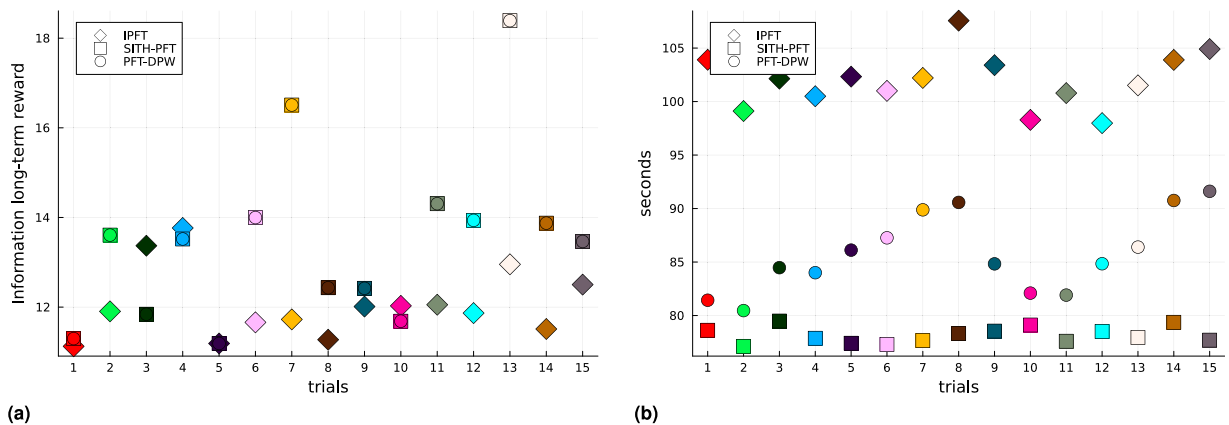 IPFT
SITH-PFT
PFT-DPW
18
16
14
12
Information long-term reward
1 2 3 4 5 6 7 8 9 10 11 12 13 14 15
trials
(a)
IPFT
SITH-PFT
PFT-DPW
105
100
95
90
85
80
seconds
1 2 3 4 5 6 7 8 9 10 11 12 13 14 15
trials
(b)